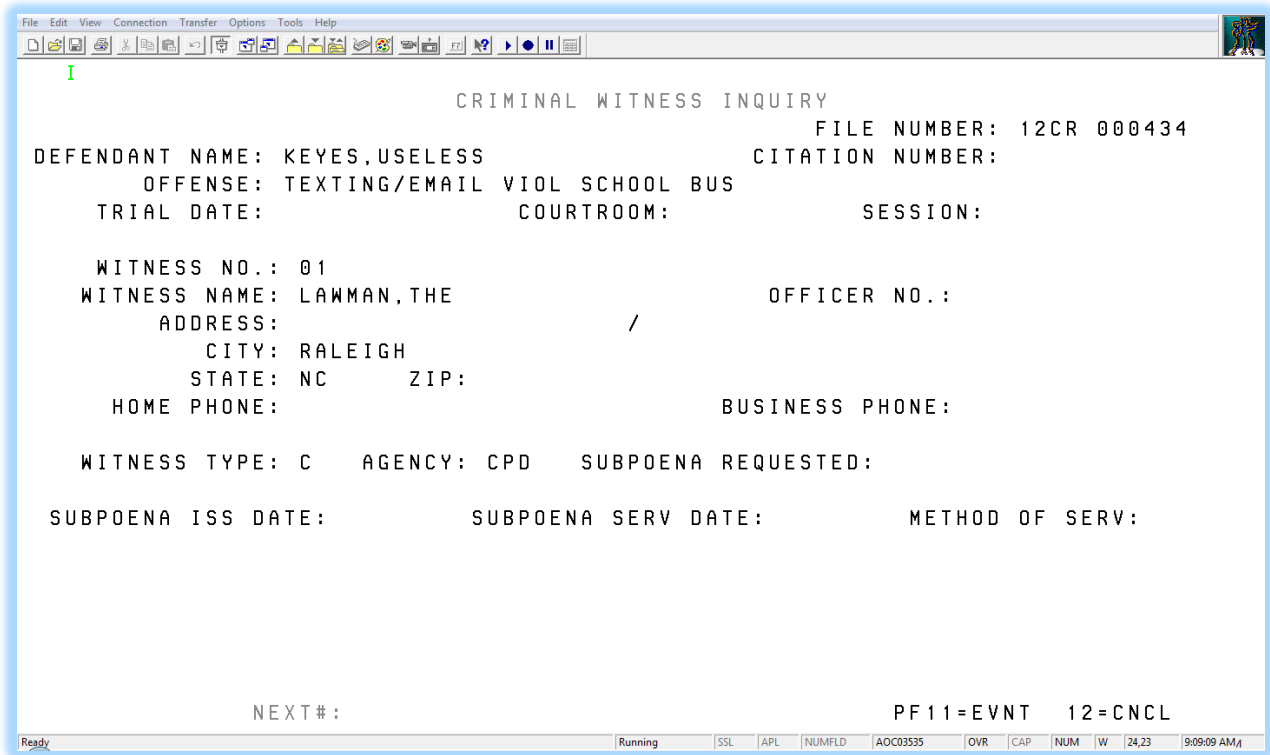 File Edit View Connection Transfer Options Tools Help
I
CRIMINAL WITNESS INQUIRY
FILE NUMBER: 12CR 000434
DEFENDANT NAME: KEYES,USELESS CITATION NUMBER:
OFFENSE: TEXTING/EMAIL VIOL SCHOOL BUS
TRIAL DATE: COURTROOM: SESSION:
WITNESS NO.: 01
WITNESS NAME: LAWMAN,THE OFFICER NO.:
ADDRESS: /
CITY: RALEIGH
STATE: NC ZIP:
HOME PHONE: BUSINESS PHONE:
WITNESS TYPE: C AGENCY: CPD SUBPOENA REQUESTED:
SUBPOENA ISS DATE: SUBPOENA SERV DATE: METHOD OF SERV:
NEXT#: PF11=EVNT 12=CNCL
Ready Running SSL APL NUMFLD AOC03535 OVR CAP NUM W 24,23 9:09:09 AM